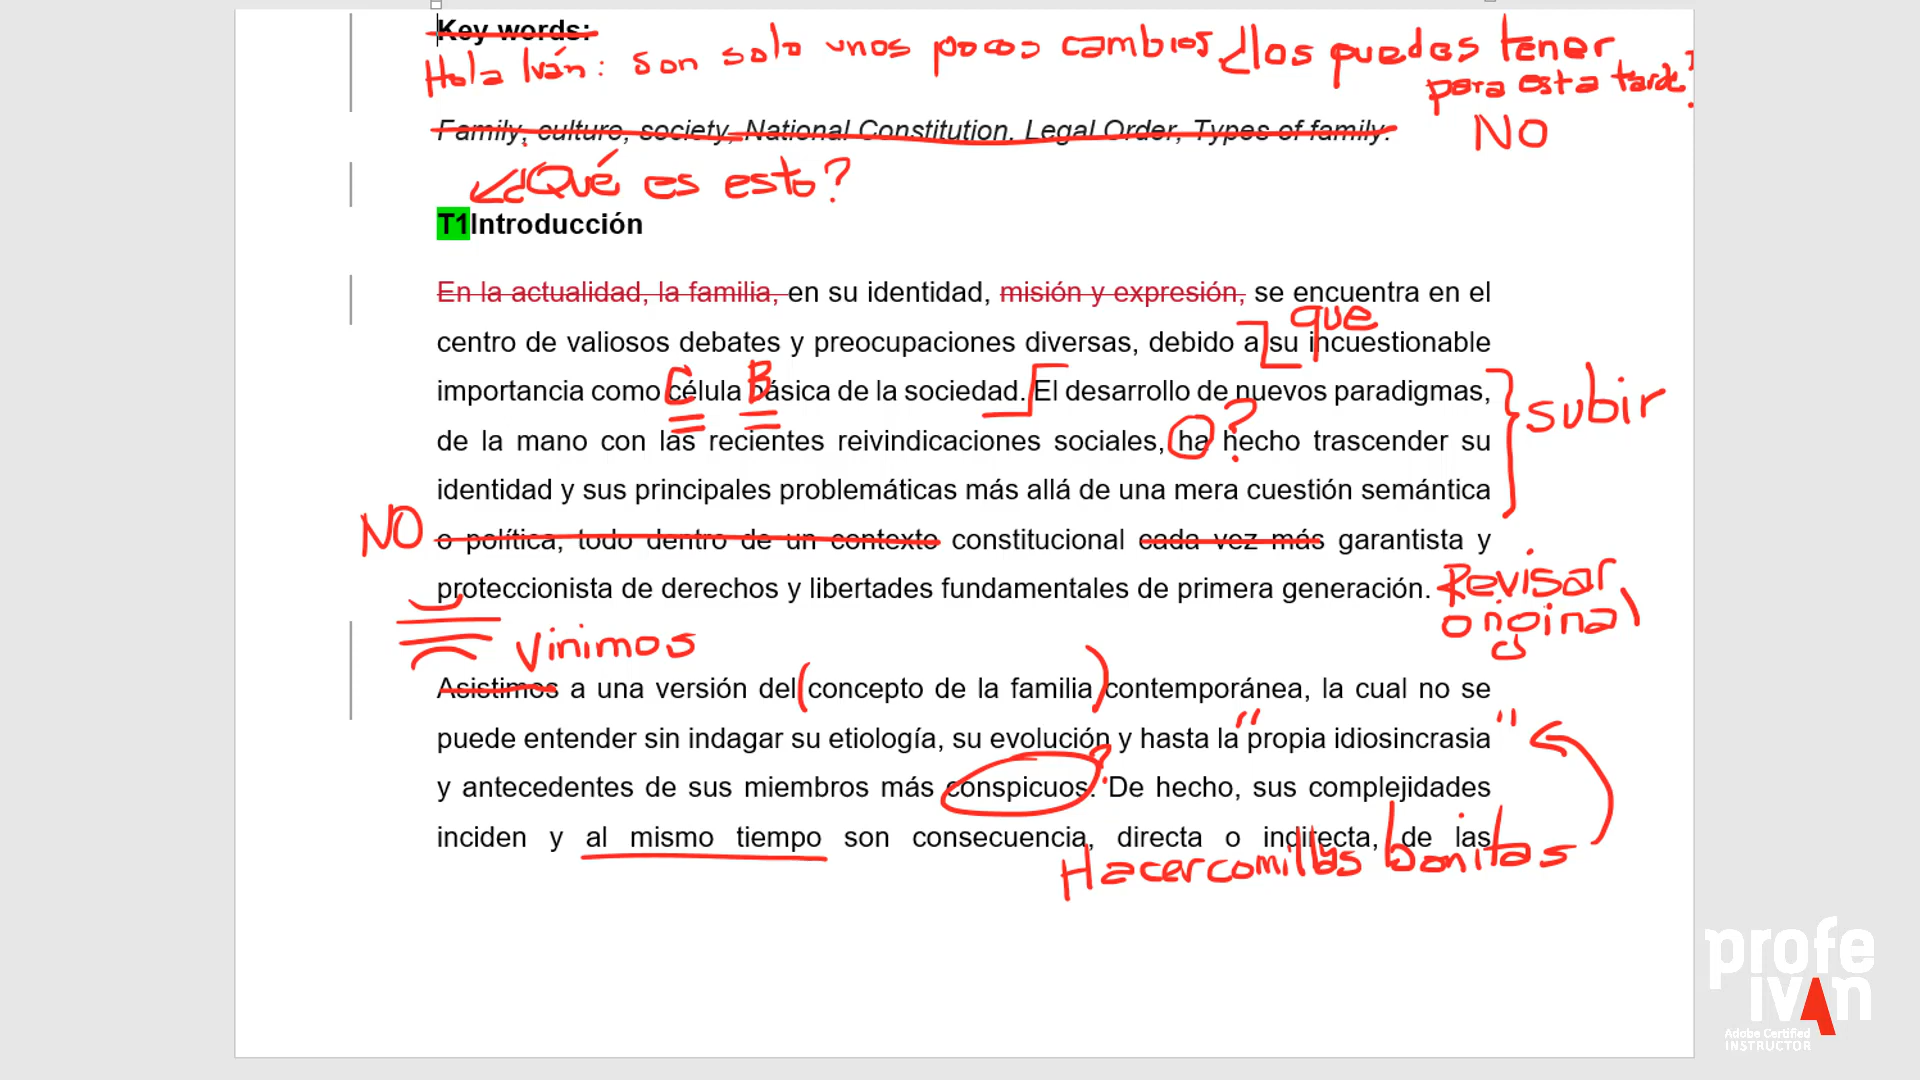 Key words:
Hola Iván: son solo unos pocos cambios ¿los puedes tener
para esta tarde?
Family, culture, society, National Constitution, Legal Order, Types of family.
NO
¿Qué es esto?
T1Introducción
En la actualidad, la familia, en su identidad, misión y expresión, se encuentra en el
que
centro de valiosos debates y preocupaciones diversas, debido a su incuestionable
C B
importancia como célula básica de la sociedad. El desarrollo de nuevos paradigmas,
subir
de la mano con las recientes reivindicaciones sociales, ha hecho trascender su
?
identidad y sus principales problemáticas más allá de una mera cuestión semántica
NO
o política, todo dentro de un contexto constitucional cada vez más garantista y
proteccionista de derechos y libertades fundamentales de primera generación.
Revisar
original
vinimos
Asistimos a una versión del (concepto de la familia) contemporánea, la cual no se
puede entender sin indagar su etiología, su evolución y hasta la "propia idiosincrasia"
y antecedentes de sus miembros más conspicuos. De hecho, sus complejidades
?
inciden y al mismo tiempo son consecuencia, directa o indirecta, de las
Hacer comillas bonitas
profe
ivAn
Adobe Certified
INSTRUCTOR